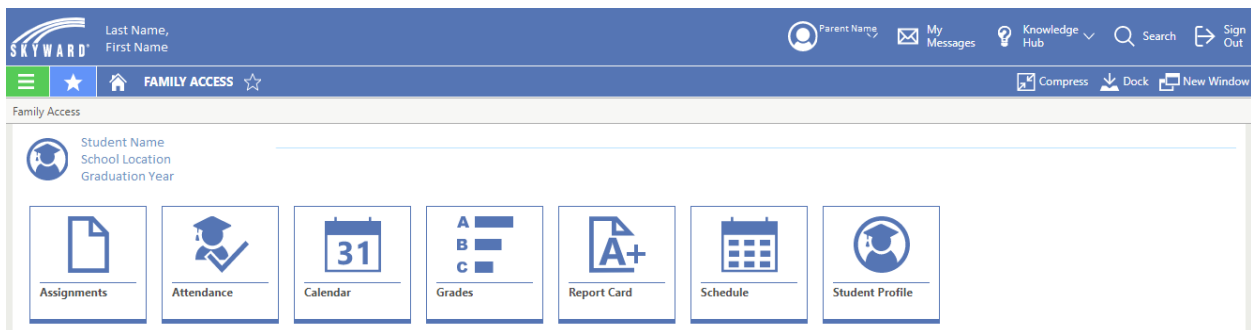 SKYWARD®
Last Name,
First Name
Parent Name
My
Messages
Knowledge
Hub
Search
Sign
Out
FAMILY ACCESS
Compress
Dock
New Window
Family Access
Student Name
School Location
Graduation Year
31
A
B
C
A+
Assignments
Attendance
Calendar
Grades
Report Card
Schedule
Student Profile